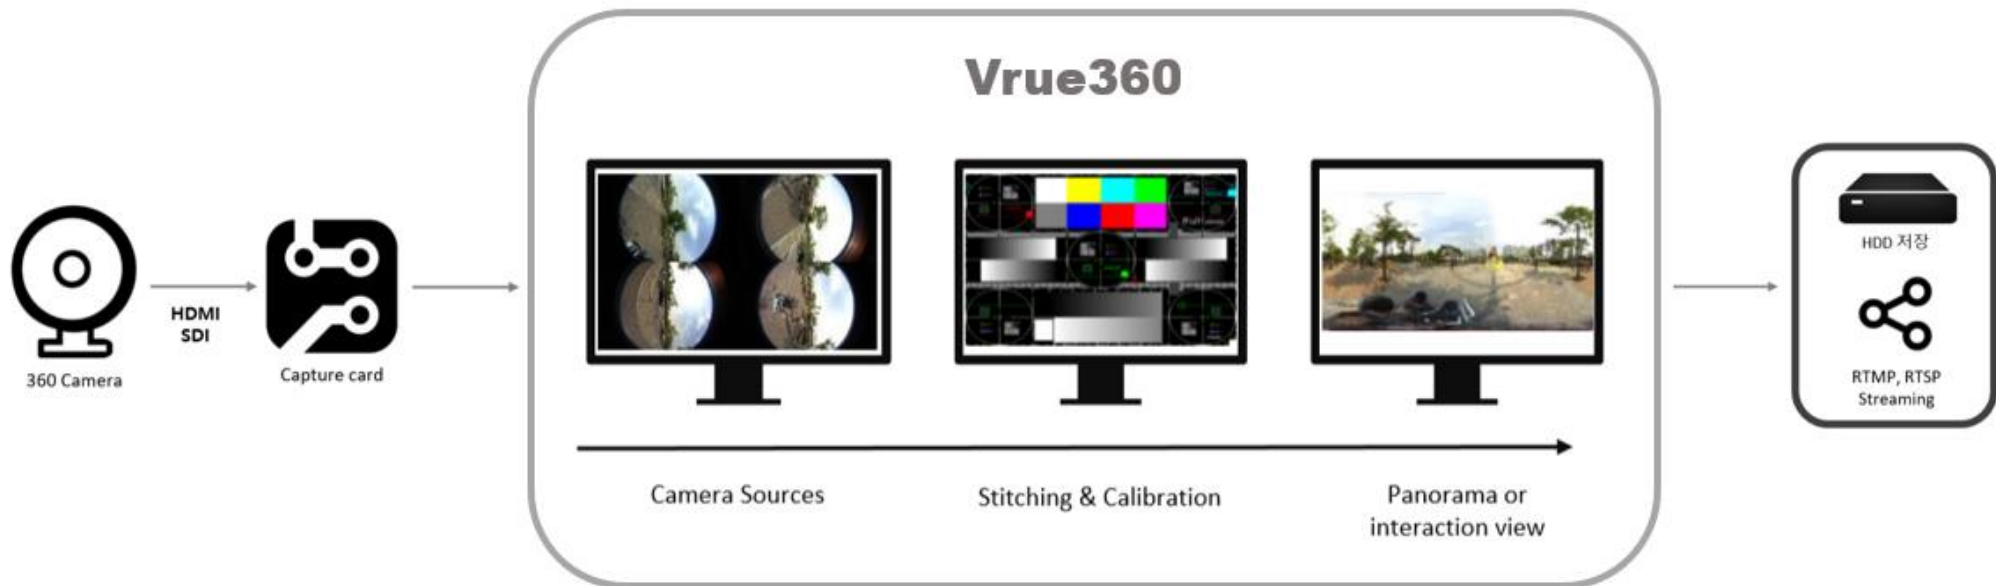 Vrue360
360 Camera
HDMI
SDI
Capture card
Camera Sources
Stitching & Calibration
Panorama or
interaction view
HDD 저장
RTMP, RTSP
Streaming